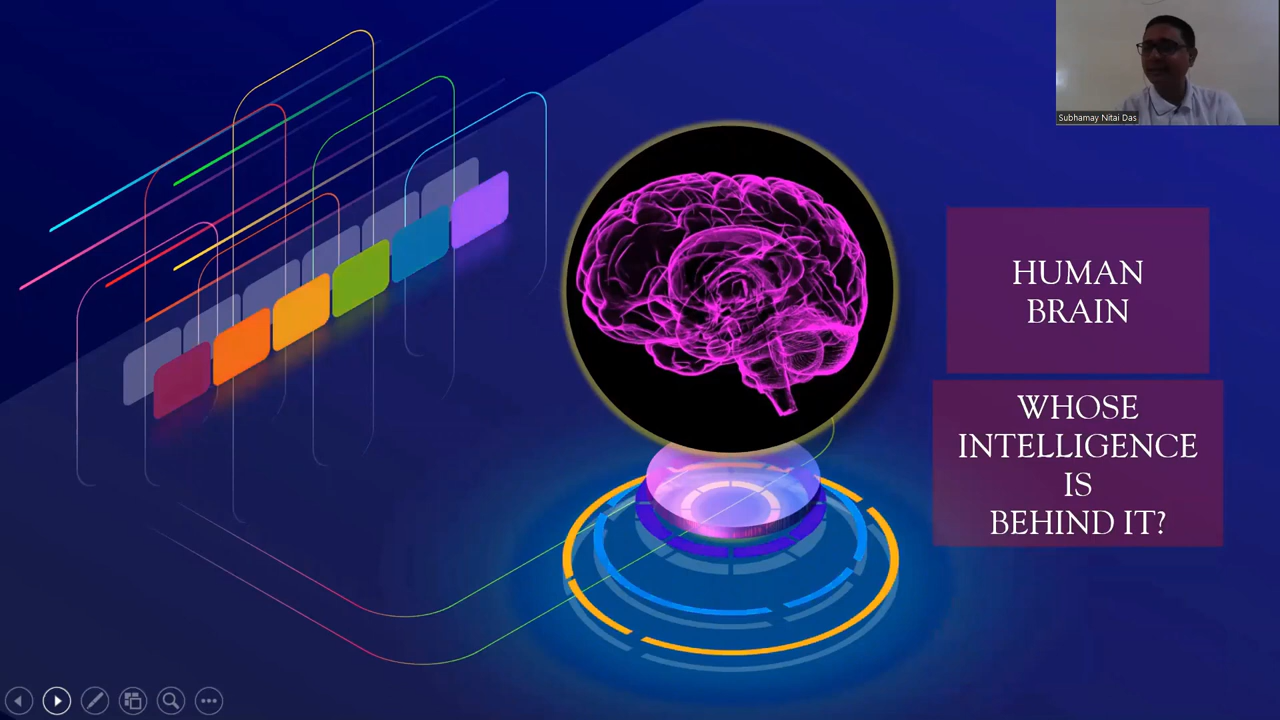 Subhamay Nitai Das
HUMAN
BRAIN
WHOSE
INTELLIGENCE
IS
BEHIND IT?